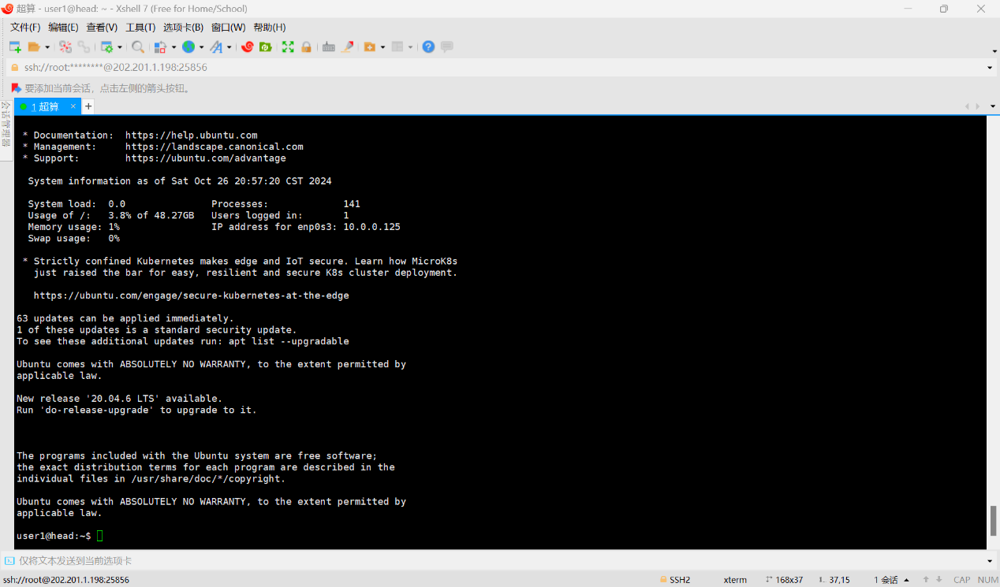 超算 - user1@head: ~ - Xshell 7 (Free for Home/School)
文件(F) 编辑(E) 查看(V) 工具(T) 选项卡(B) 窗口(W) 帮助(H)
ssh://root:********@202.201.1.198:25856
要添加当前会话，点击左侧的箭头按钮。
会话管理器
1 超算 × +
* Documentation: https://help.ubuntu.com
* Management: https://landscape.canonical.com
* Support: https://ubuntu.com/advantage
System information as of Sat Oct 26 20:57:20 CST 2024
System load: 0.0 Processes: 141
Usage of /: 3.8% of 48.27GB Users logged in: 1
Memory usage: 1% IP address for enp0s3: 10.0.0.125
Swap usage: 0%
* Strictly confined Kubernetes makes edge and IoT secure. Learn how MicroK8s
just raised the bar for easy, resilient and secure K8s cluster deployment.
https://ubuntu.com/engage/secure-kubernetes-at-the-edge
63 updates can be applied immediately.
1 of these updates is a standard security update.
To see these additional updates run: apt list --upgradable
Ubuntu comes with ABSOLUTELY NO WARRANTY, to the extent permitted by
applicable law.
New release '20.04.6 LTS' available.
Run 'do-release-upgrade' to upgrade to it.
The programs included with the Ubuntu system are free software;
the exact distribution terms for each program are described in the
individual files in /usr/share/doc/*/copyright.
Ubuntu comes with ABSOLUTELY NO WARRANTY, to the extent permitted by
applicable law.
user1@head:~$
仅将文本发送到当前选项卡
ssh://root@202.201.1.198:25856 SSH2 xterm 168x37 37,15 1 会话 CAP NUM